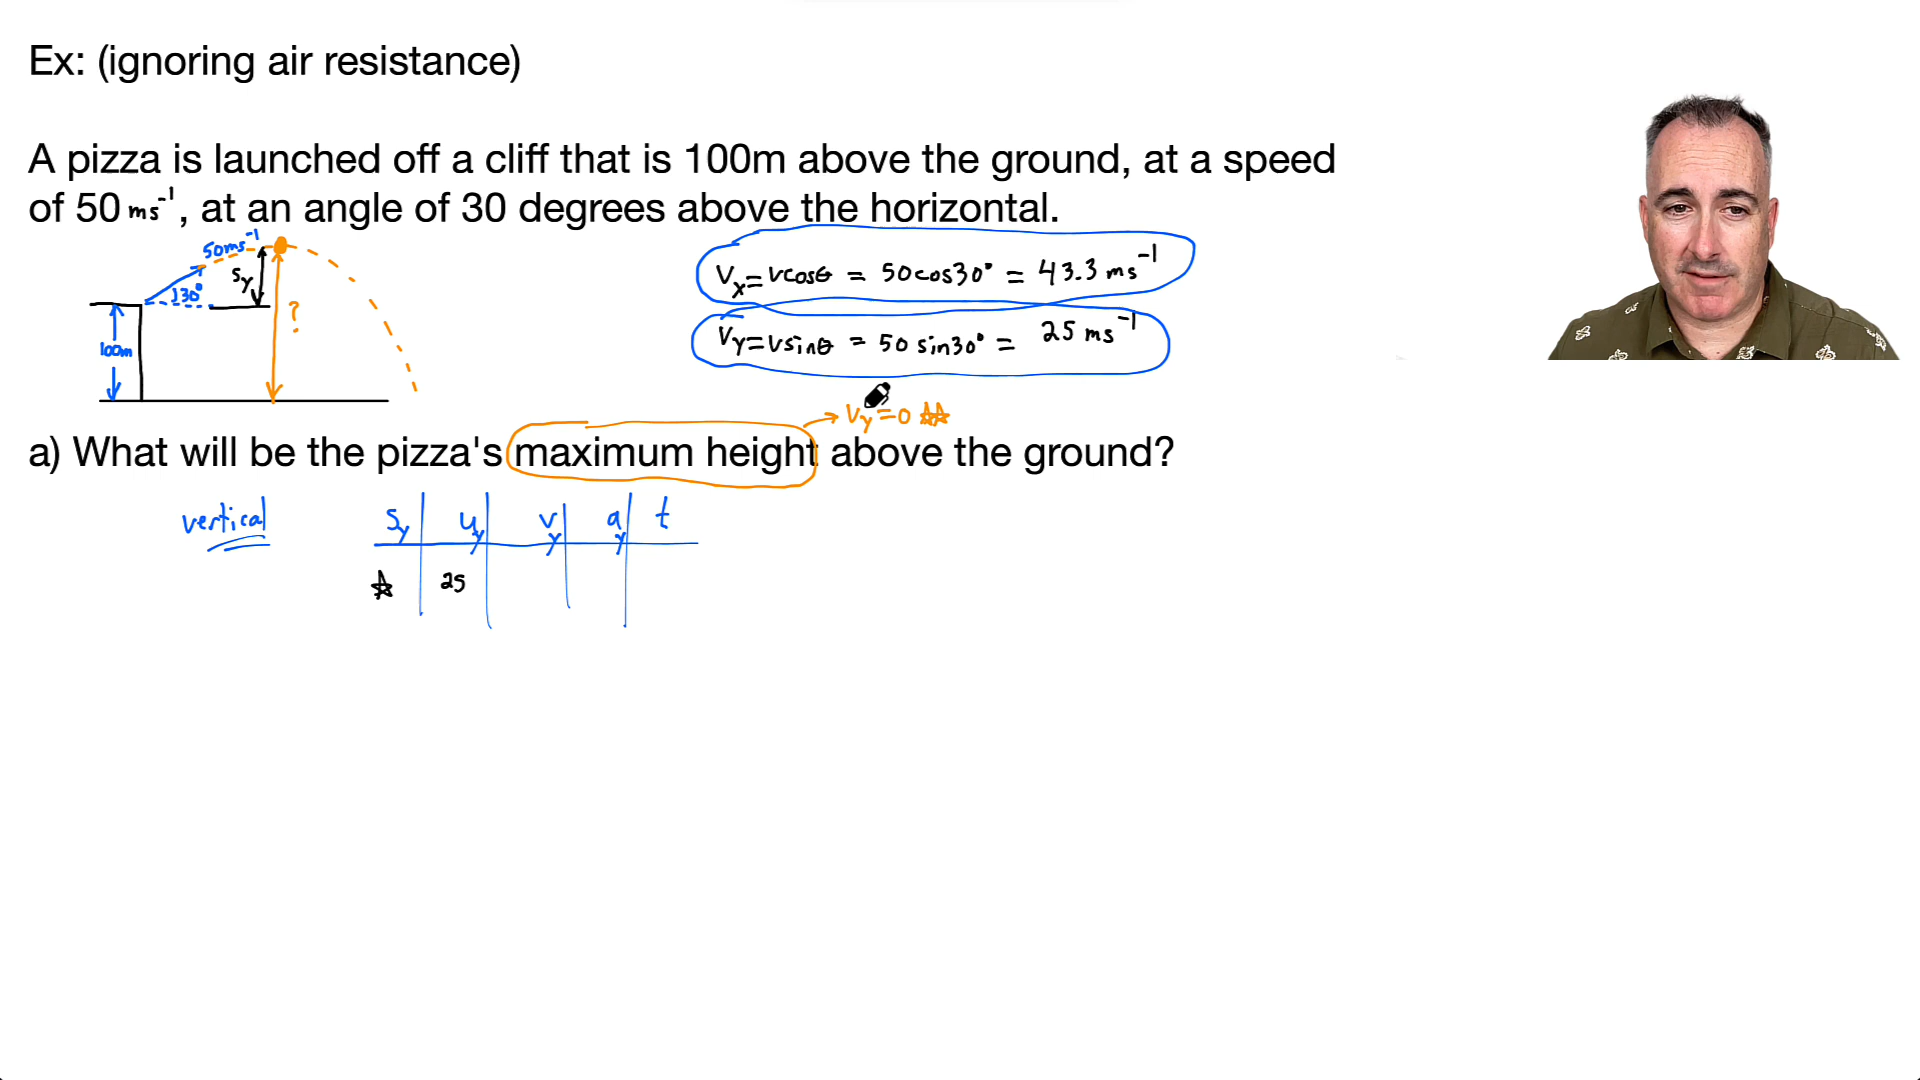 Ex: (ignoring air resistance)
A pizza is launched off a cliff that is 100m above the ground, at a speed
of 50 ms⁻¹, at an angle of 30 degrees above the horizontal.
50ms⁻¹
Sy
30°
?
100m
Vx = vcosθ = 50cos30° = 43.3 ms⁻¹
Vy = vsinθ = 50 sin30° = 25 ms⁻¹
→ Vy = 0 ☆☆
a) What will be the pizza's maximum height above the ground?
vertical
Sy uy vy ay t
☆ 25